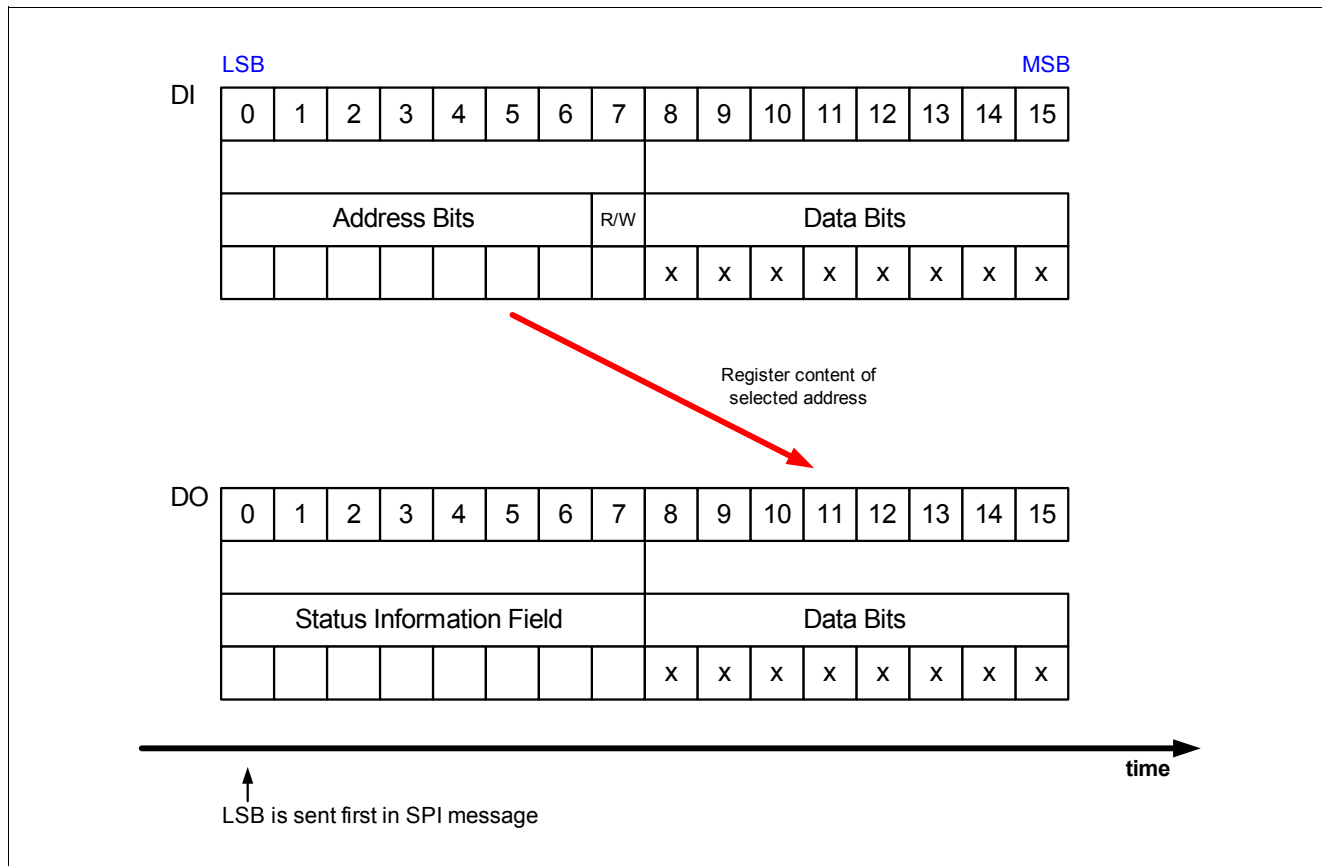 LSB MSB
DI
0 1 2 3 4 5 6 7 8 9 10 11 12 13 14 15
Address Bits R/W Data Bits
x x x x x x x x
Register content of
selected address
DO
0 1 2 3 4 5 6 7 8 9 10 11 12 13 14 15
Status Information Field Data Bits
x x x x x x x x
time
LSB is sent first in SPI message